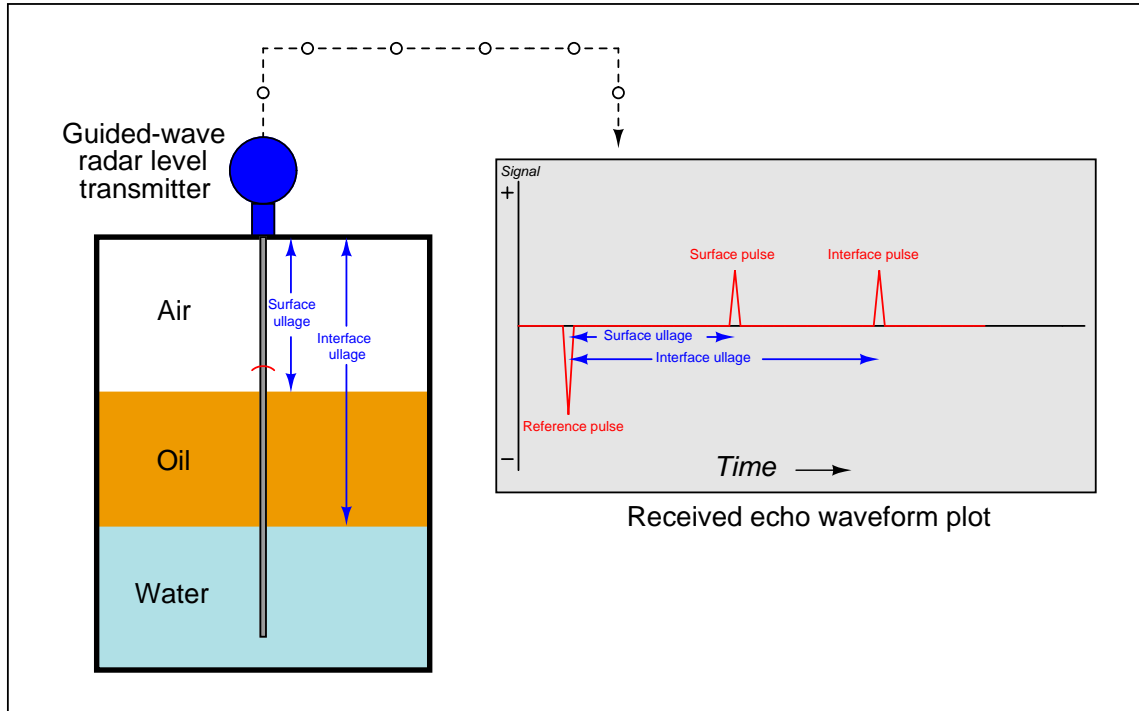 Guided-wave
radar level
transmitter
Air
Surface
ullage
Interface
ullage
Oil
Water
Signal
+
Surface pulse
Interface pulse
Surface ullage
Interface ullage
Reference pulse
−
Time
Received echo waveform plot